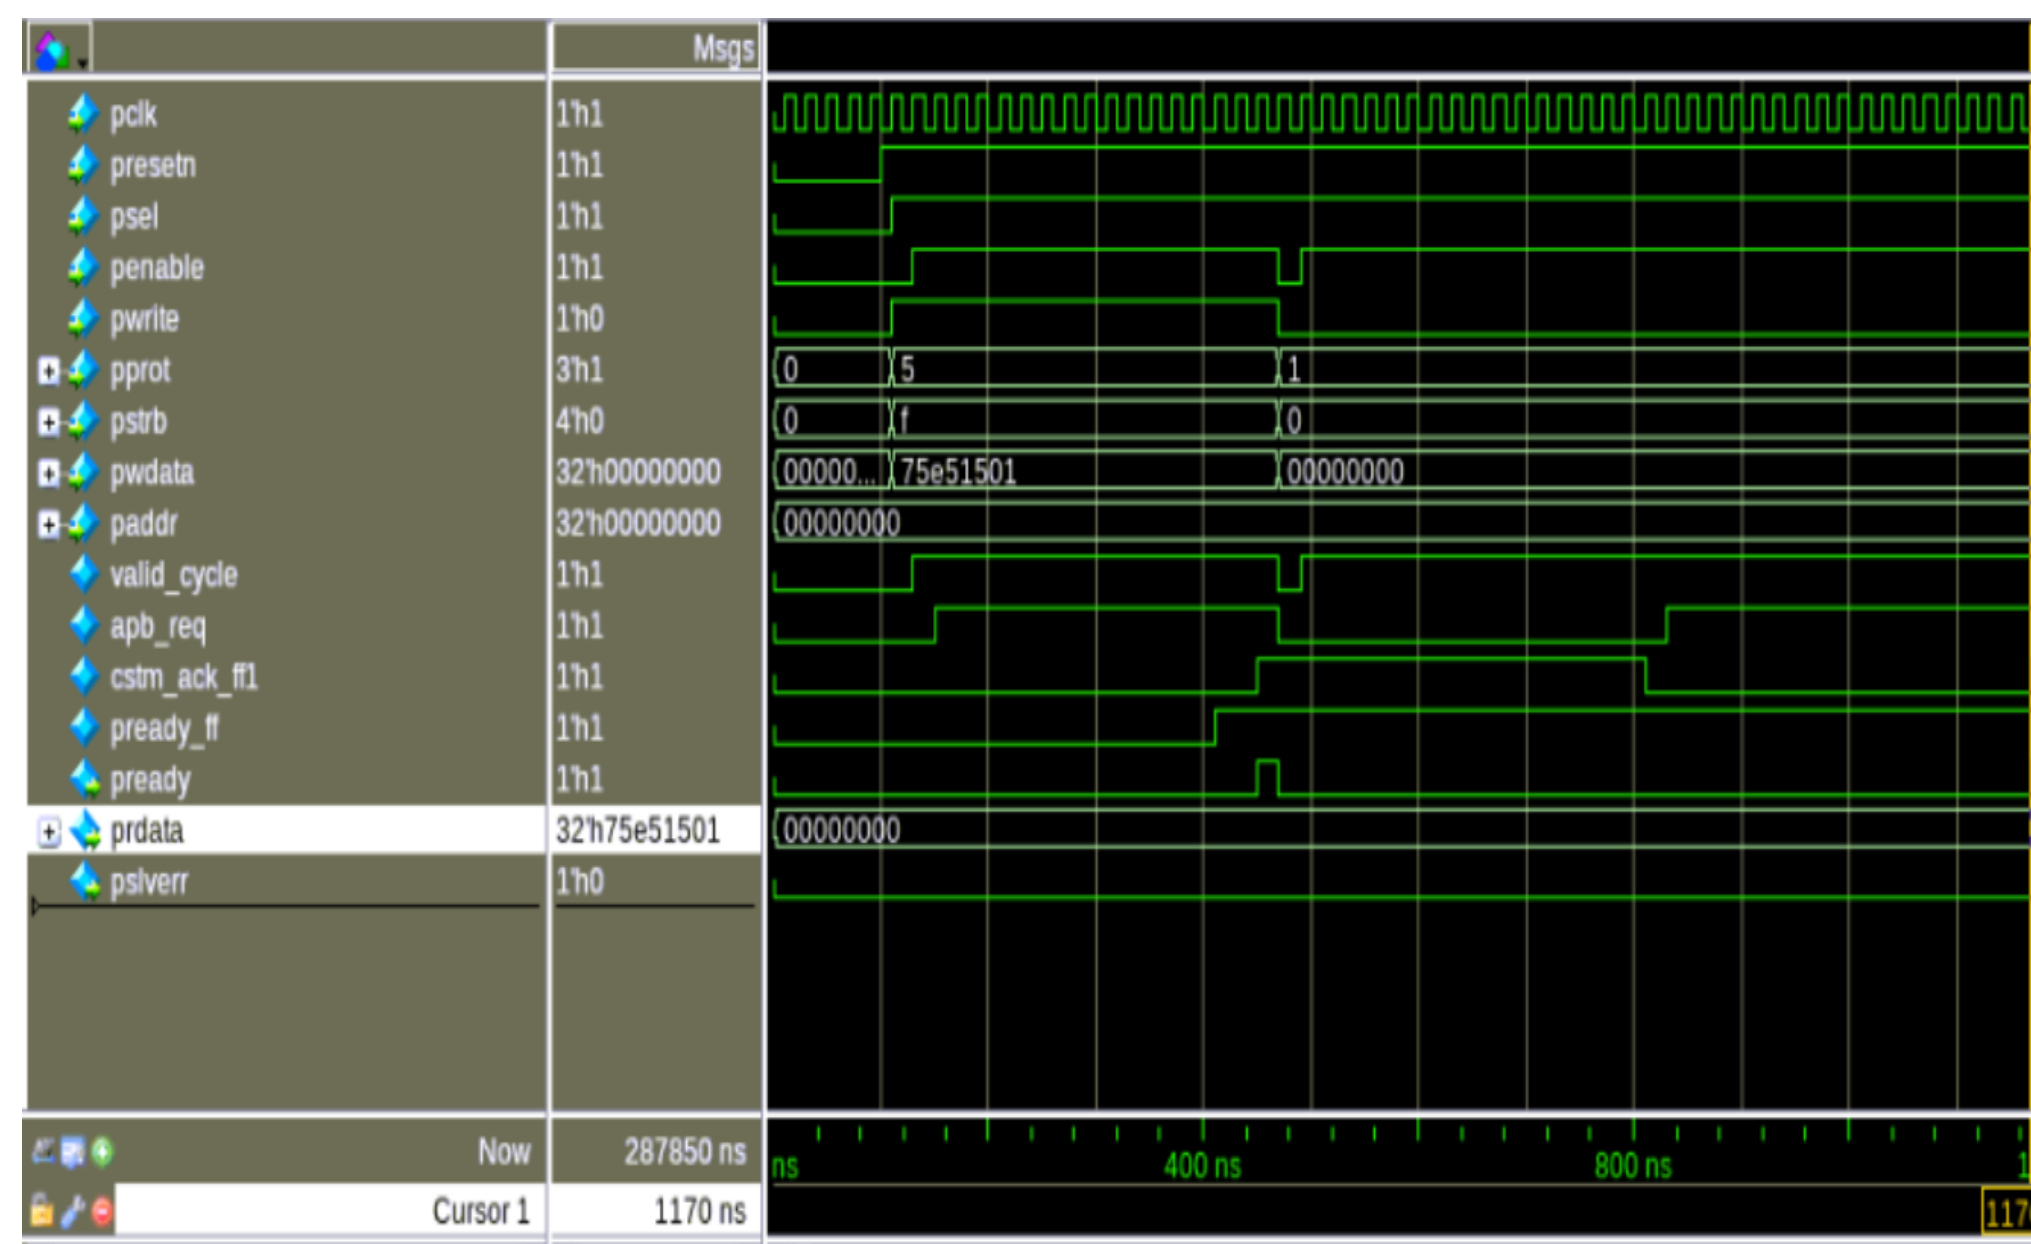 Msgs
pclk 1'h1
presetn 1'h1
psel 1'h1
penable 1'h1
pwrite 1'h0
pprot 3'h1 0 5 1
pstrb 4'h0 0 f 0
pwdata 32'h00000000 00000... 75e51501 00000000
paddr 32'h00000000 00000000
valid_cycle 1'h1
apb_req 1'h1
cstm_ack_ff1 1'h1
pready_ff 1'h1
pready 1'h1
prdata 32'h75e51501 00000000
pslverr 1'h0
Now 287850 ns ns 400 ns 800 ns 1
Cursor 1 1170 ns 117